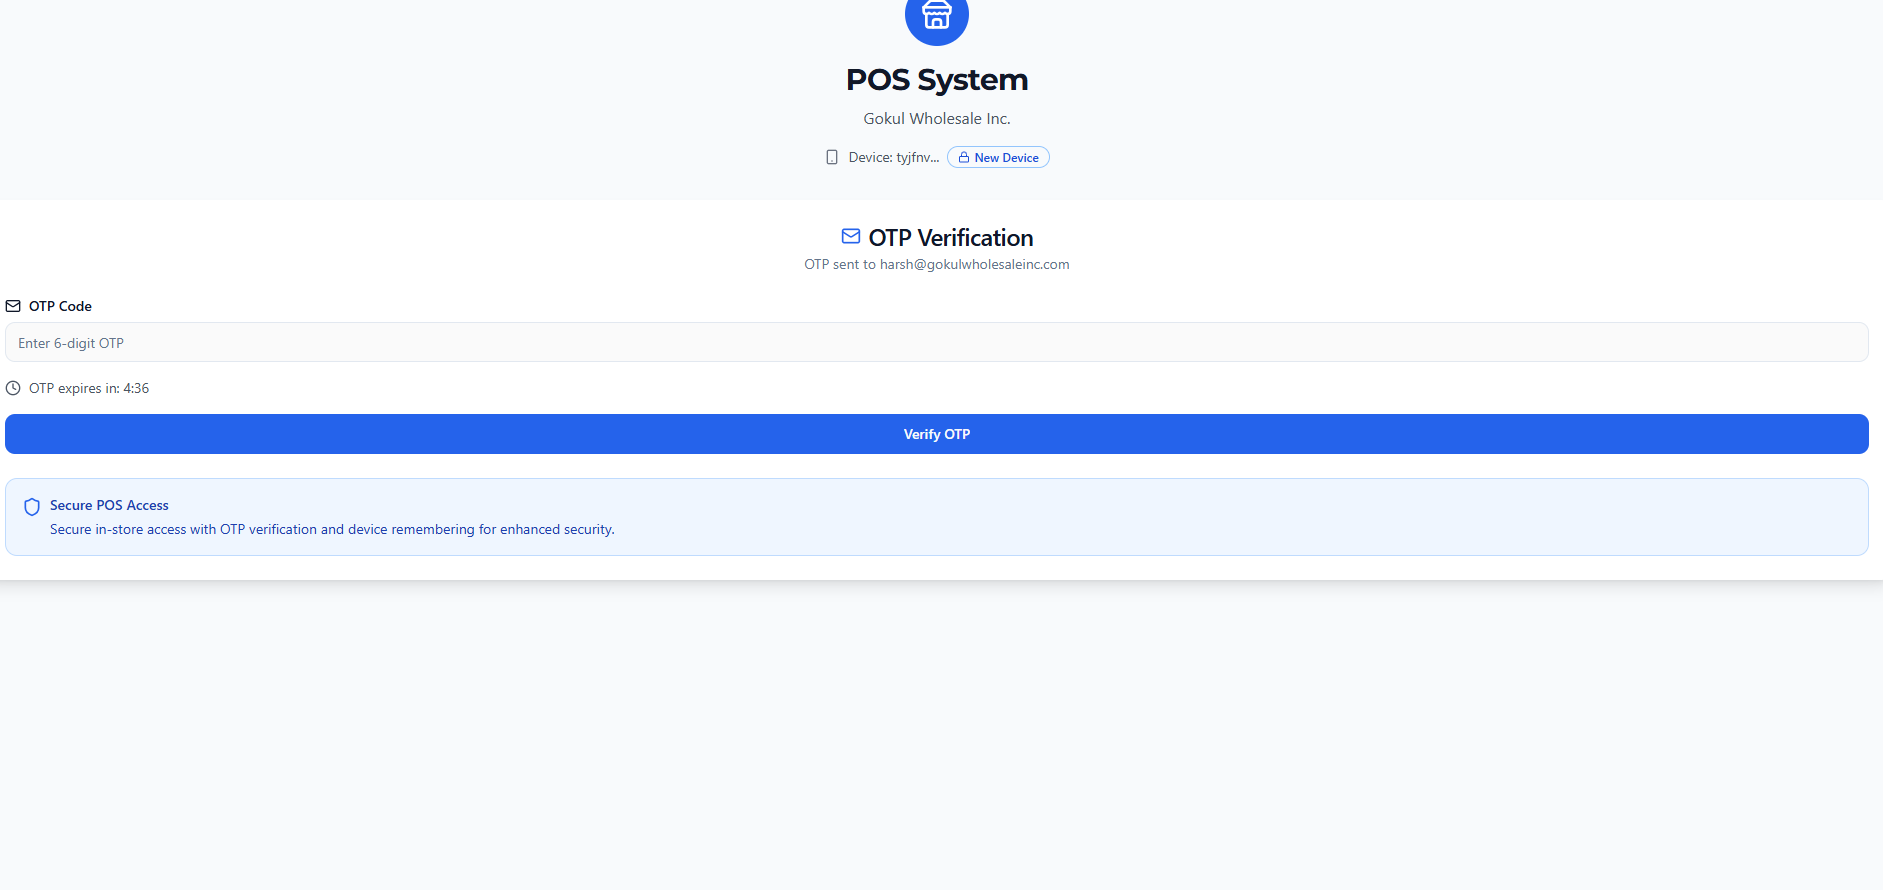 POS System
Gokul Wholesale Inc.
Device: tyjfnv... New Device
OTP Verification
OTP sent to harsh@gokulwholesaleinc.com
OTP Code
Enter 6-digit OTP
OTP expires in: 4:36
Verify OTP
Secure POS Access
Secure in-store access with OTP verification and device remembering for enhanced security.